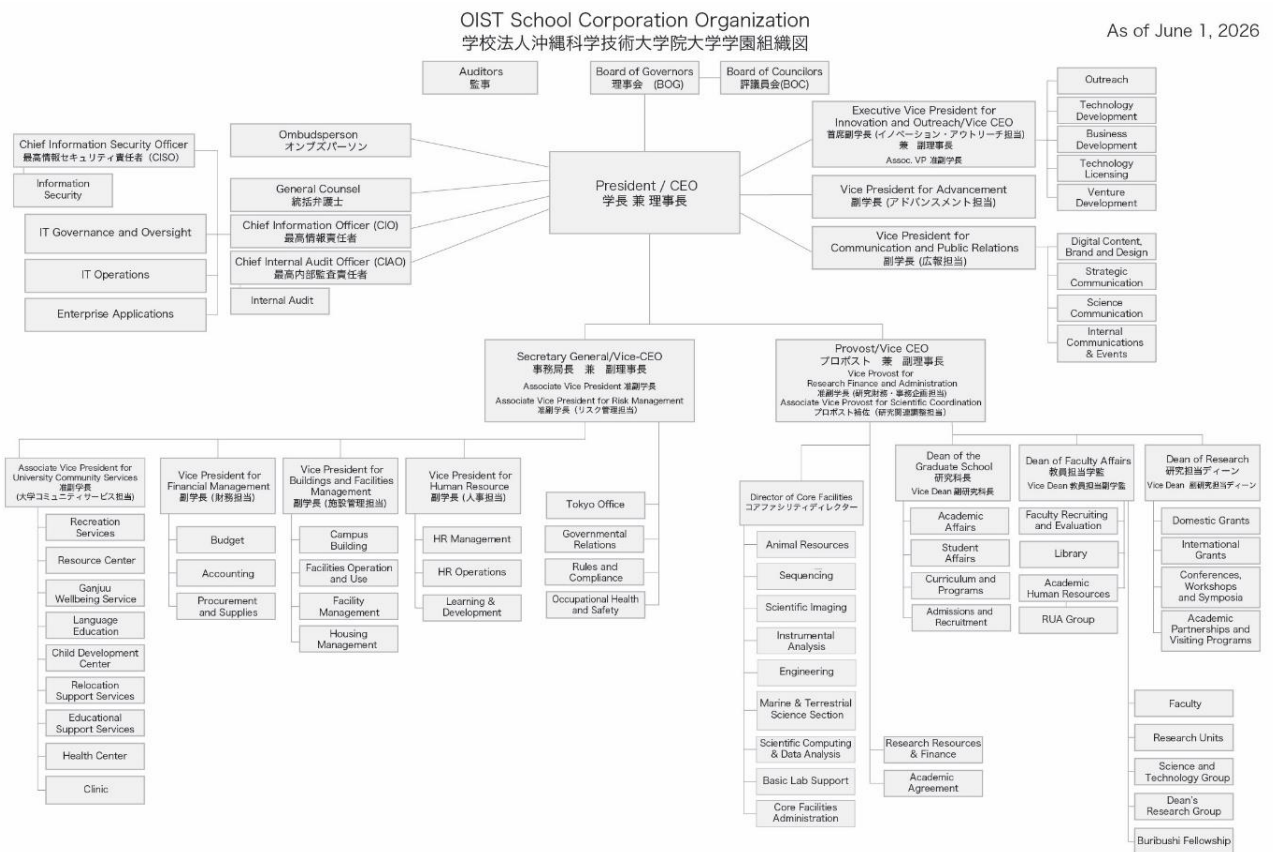 OIST School Corporation Organization
学校法人沖縄科学技術大学院大学学園組織図
As of June 1, 2026
Auditors
監事
Board of Governors
理事会 (BOG)
Board of Councilors
評議員会(BOC)
Ombudsperson
オンブズパーソン
General Counsel
統括弁護士
Chief Information Officer (CIO)
最高情報責任者
Chief Internal Audit Officer (CIAO)
最高内部監査責任者
Internal Audit
Chief Information Security Officer
最高情報セキュリティ責任者 (CISO)
Information
Security
IT Governance and Oversight
IT Operations
Enterprise Applications
President / CEO
学長 兼 理事長
Executive Vice President for
Innovation and Outreach/Vice CEO
首席副学長 (イノベーション・アウトリーチ担当)
兼 副理事長
Assoc. VP 准副学長
Outreach
Technology
Development
Business
Development
Technology
Licensing
Venture
Development
Vice President for Advancement
副学長 (アドバンスメント担当)
Vice President for
Communication and Public Relations
副学長 (広報担当)
Digital Content,
Brand and Design
Strategic
Communication
Science
Communication
Internal
Communications
& Events
Secretary General/Vice-CEO
事務局長 兼 副理事長
Associate Vice President 准副学長
Associate Vice President for Risk Management
准副学長 (リスク管理担当)
Provost/Vice CEO
プロボスト 兼 副理事長
Vice Provost for
Research Finance and Administration
准副学長 (研究財務・事務企画担当)
Associate Vice Provost for Scientific Coordination
プロボスト補佐 (研究関連調整担当)
Associate Vice President for
University Community Services
准副学長
(大学コミュニティサービス担当)
Recreation
Services
Resource Center
Ganjuu
Wellbeing Service
Language
Education
Child Development
Center
Relocation
Support Services
Educational
Support Services
Health Center
Clinic
Vice President for
Financial Management
副学長 (財務担当)
Budget
Accounting
Procurement
and Supplies
Vice President for
Buildings and Facilities
Management
副学長 (施設管理担当)
Campus
Building
Facilities Operation
and Use
Facility
Management
Housing
Management
Vice President for
Human Resource
副学長 (人事担当)
HR Management
HR Operations
Learning &
Development
Tokyo Office
Governmental
Relations
Rules and
Compliance
Occupational Health
and Safety
Director of Core Facilities
コアファシリティディレクター
Animal Resources
Sequencing
Scientific Imaging
Instrumental
Analysis
Engineering
Marine & Terrestrial
Science Section
Scientific Computing
& Data Analysis
Basic Lab Support
Core Facilities
Administration
Research Resources
& Finance
Academic
Agreement
Dean of the
Graduate School
研究科長
Vice Dean 副研究科長
Academic
Affairs
Student
Affairs
Curriculum and
Programs
Admissions and
Recruitment
Dean of Faculty Affairs
教員担当学監
Vice Dean 教員担当副学監
Faculty Recruiting
and Evaluation
Library
Academic
Human Resources
RUA Group
Dean of Research
研究担当ディーン
Vice Dean 副研究担当ディーン
Domestic Grants
International
Grants
Conferences,
Workshops
and Symposia
Academic
Partnerships and
Visiting Programs
Faculty
Research Units
Science and
Technology Group
Dean's
Research Group
Buribushi Fellowship